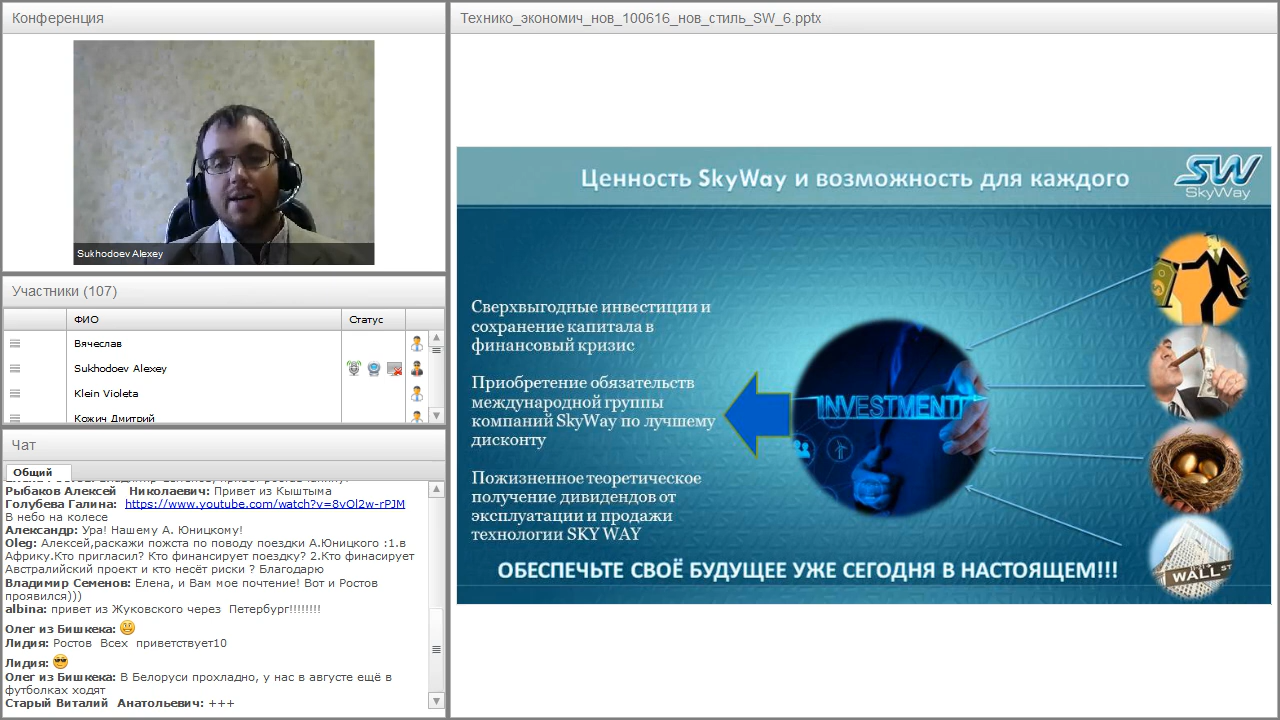 Конференция
Sukhodoev Alexey
Участники (107)
ФИО
Статус
Вячеслав
Sukhodoev Alexey
Klein Violeta
Кожич Дмитрий
Чат
Общий
Рыбаков Алексей Николаевич: Привет из Кыштыма
Голубева Галина: https://www.youtube.com/watch?v=8vOl2w-rPJM
В небо на колесе
Александр: Ура! Нашему А. Юницкому!
Oleg: Алексей,раскажи пожста по поводу поездки А.Юницкого :1.в
Африку.Кто пригласил? Кто финансирует поездку? 2.Кто финасирует
Австралийский проект и кто несёт риски ? Благодарю
Владимир Семенов: Елена, и Вам мое почтение! Вот и Ростов
проявился)))
albina: привет из Жуковского через Петербург!!!!!!!!
Олег из Бишкека:
Лидия: Ростов Всех приветствует10
Лидия:
Олег из Бишкека: В Белоруси прохладно, у нас в августе ещё в
футболках ходят
Старый Виталий Анатольевич: +++
Технико_экономич_нов_100616_нов_стиль_SW_6.pptx
Ценность SkyWay и возможность для каждого
SW
SkyWay
Сверхвыгодные инвестиции и
сохранение капитала в
финансовый кризис
Приобретение обязательств
международной группы
компаний SkyWay по лучшему
дисконту
Пожизненное теоретическое
получение дивидендов от
эксплуатации и продажи
технологии SKY WAY
INVESTMENT
WALL ST
ОБЕСПЕЧЬТЕ СВОЁ БУДУЩЕЕ УЖЕ СЕГОДНЯ В НАСТОЯЩЕМ!!!